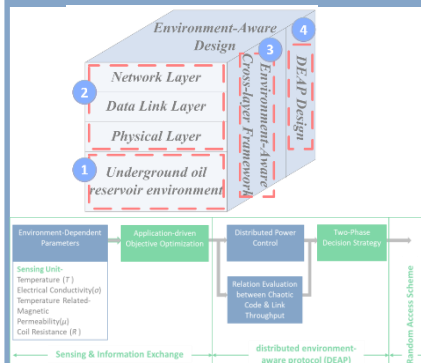 Environment-Aware
Design
4
3
Network Layer
2
Data Link Layer
Physical Layer
1
Underground oil
reservoir environment
Environment-Aware
Cross-layer Framework
DEAP Design
Environment-Dependent
Parameters
Application-driven
Objective Optimization
Distributed Power
Control
Two-Phase
Decision Strategy
Sensing Unit-
Temperature (T)
Electrical Conductivity(σ)
Temperature Related-
Magnetic
Permeability(μ)
Coil Resistance (R)
Relation Evaluation
between Chaotic
Code & Link
Throughput
Random Access Scheme
Sensing & Information Exchange
distributed environment-
aware protocol (DEAP)